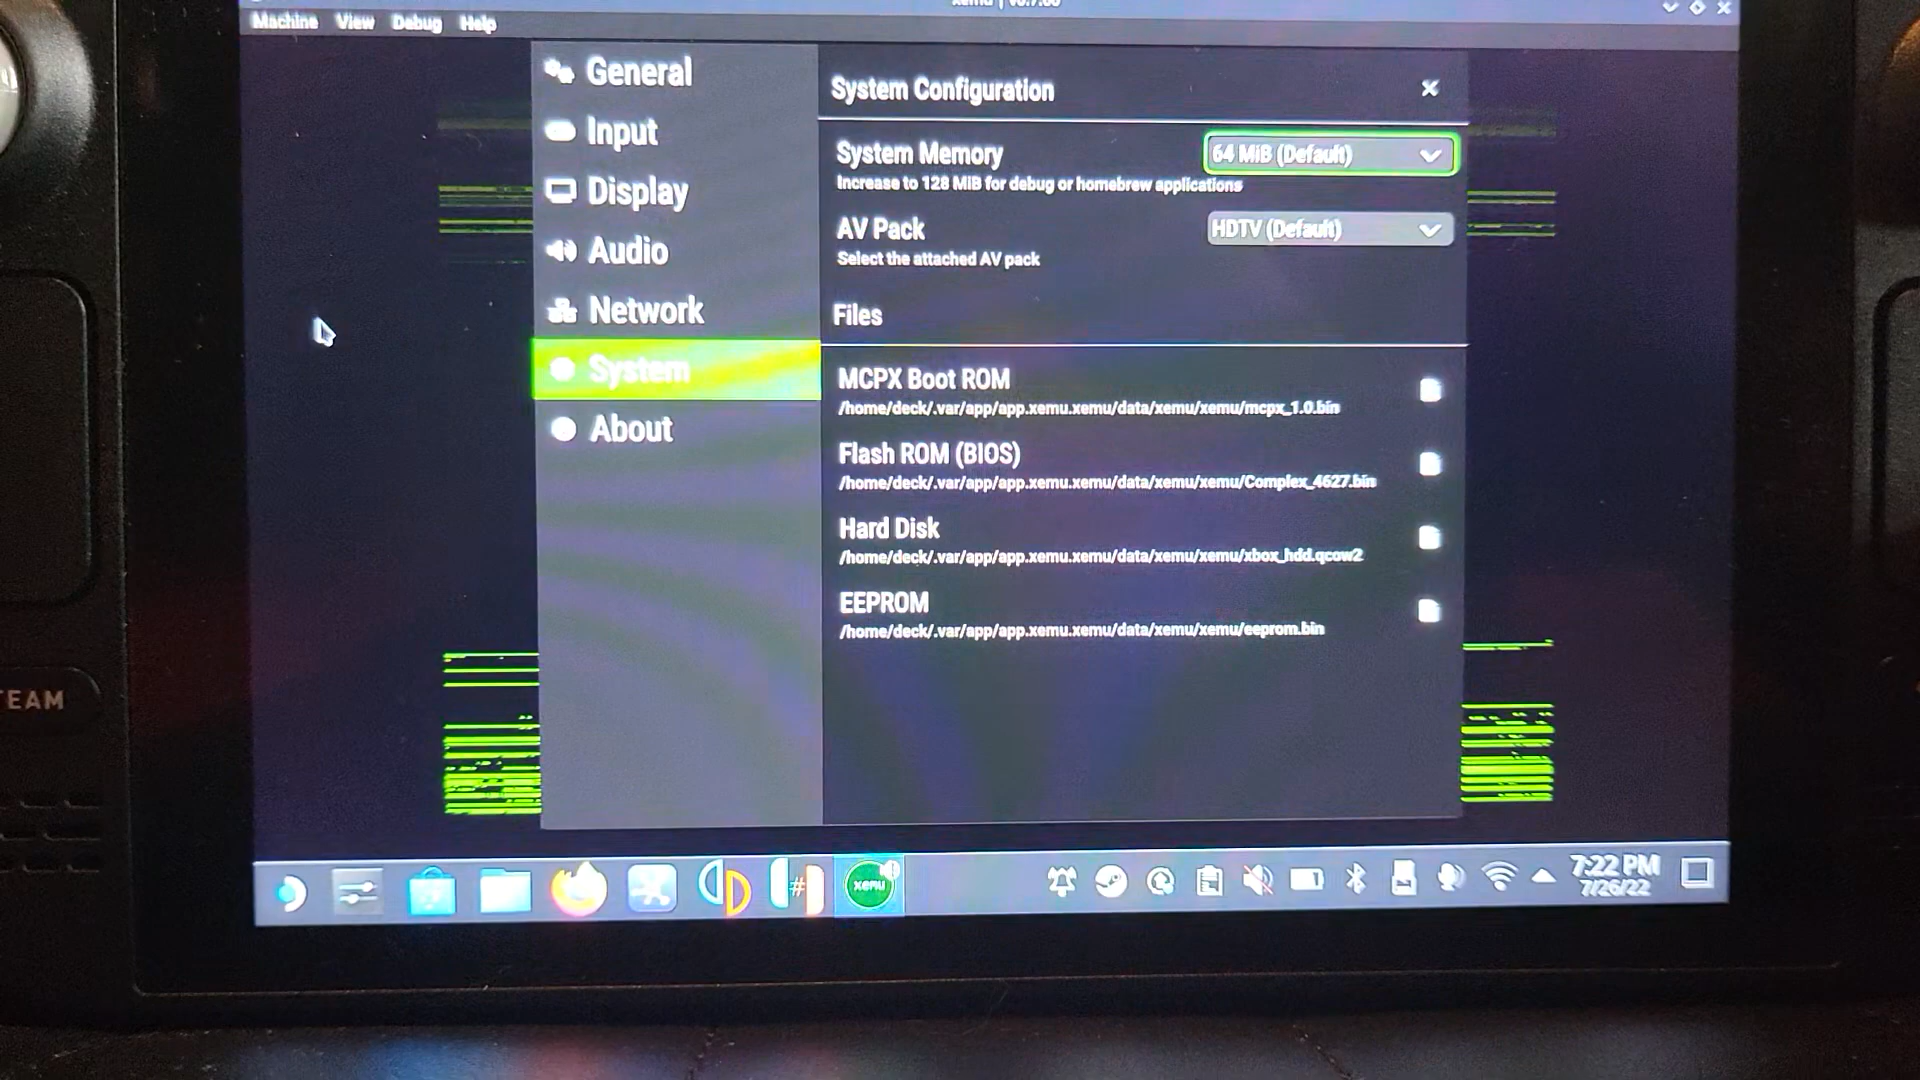 xemu | v0.7.60
Machine View Debug Help
General
Input
Display
Audio
Network
System
About
System Configuration
System Memory
64 MiB (Default)
Increase to 128 MiB for debug or homebrew applications
AV Pack
HDTV (Default)
Select the attached AV pack
Files
MCPX Boot ROM
/home/deck/.var/app/app.xemu.xemu/data/xemu/xemu/mcpx_1.0.bin
Flash ROM (BIOS)
/home/deck/.var/app/app.xemu.xemu/data/xemu/xemu/Complex_4627.bin
Hard Disk
/home/deck/.var/app/app.xemu.xemu/data/xemu/xemu/xbox_hdd.qcow2
EEPROM
/home/deck/.var/app/app.xemu.xemu/data/xemu/xemu/eeprom.bin
TEAM
xemu
7:22 PM
7/26/22